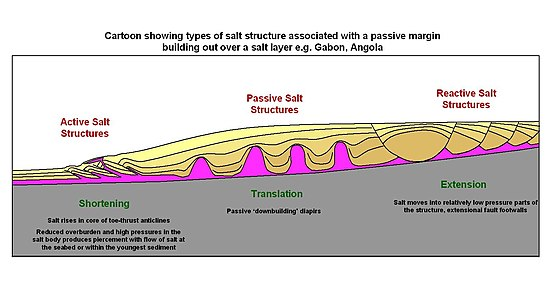 Cartoon showing types of salt structure associated with a passive margin
building out over a salt layer e.g. Gabon, Angola
Active Salt
Structures
Passive Salt
Structures
Reactive Salt
Structures
Shortening
Salt rises in core of toe-thrust anticlines
Reduced overburden and high pressures in the
salt body produces piercement with flow of salt at
the seabed or within the youngest sediment
Translation
Passive 'downbuilding' diapirs
Extension
Salt moves into relatively low pressure parts of
the structure, extensional fault footwalls